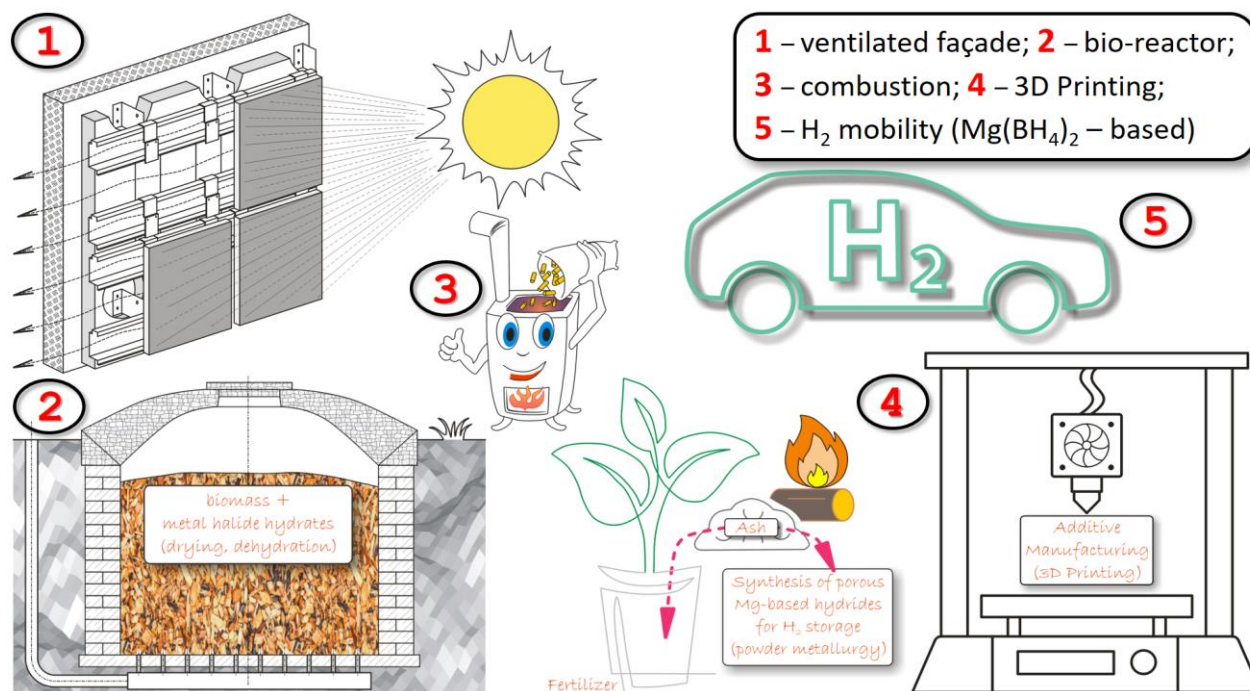 1
1 – ventilated façade; 2 – bio-reactor;
3 – combustion; 4 – 3D Printing;
5 – H₂ mobility (Mg(BH₄)₂ – based)
H₂
5
3
2
biomass +
metal halide hydrates
(drying, dehydration)
4
Ash
Synthesis of porous
Mg-based hydrides
for H₂ storage
(powder metallurgy)
Fertilizer
Additive
Manufacturing
(3D Printing)